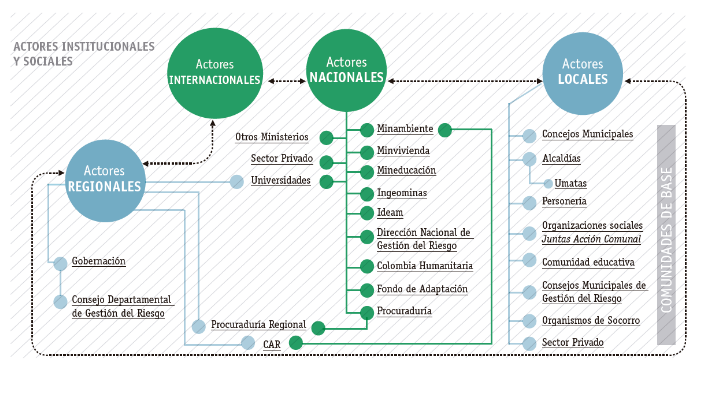 ACTORES INSTITUCIONALES
Y SOCIALES
Actores
INTERNACIONALES
Actores
NACIONALES
Actores
LOCALES
Actores
REGIONALES
Otros Ministerios
Sector Privado
Universidades
Minambiente
Minvivienda
Mineducación
Ingeominas
Ideam
Dirección Nacional de
Gestión del Riesgo
Colombia Humanitaria
Fondo de Adaptación
Procuraduría
Gobernación
Consejo Departamental
de Gestión del Riesgo
Procuraduría Regional
CAR
Concejos Municipales
Alcaldías
Umatas
Personería
Organizaciones sociales
Juntas Acción Comunal
Comunidad educativa
Consejos Municipales de
Gestión del Riesgo
Organismos de Socorro
Sector Privado
COMUNIDADES DE BASE